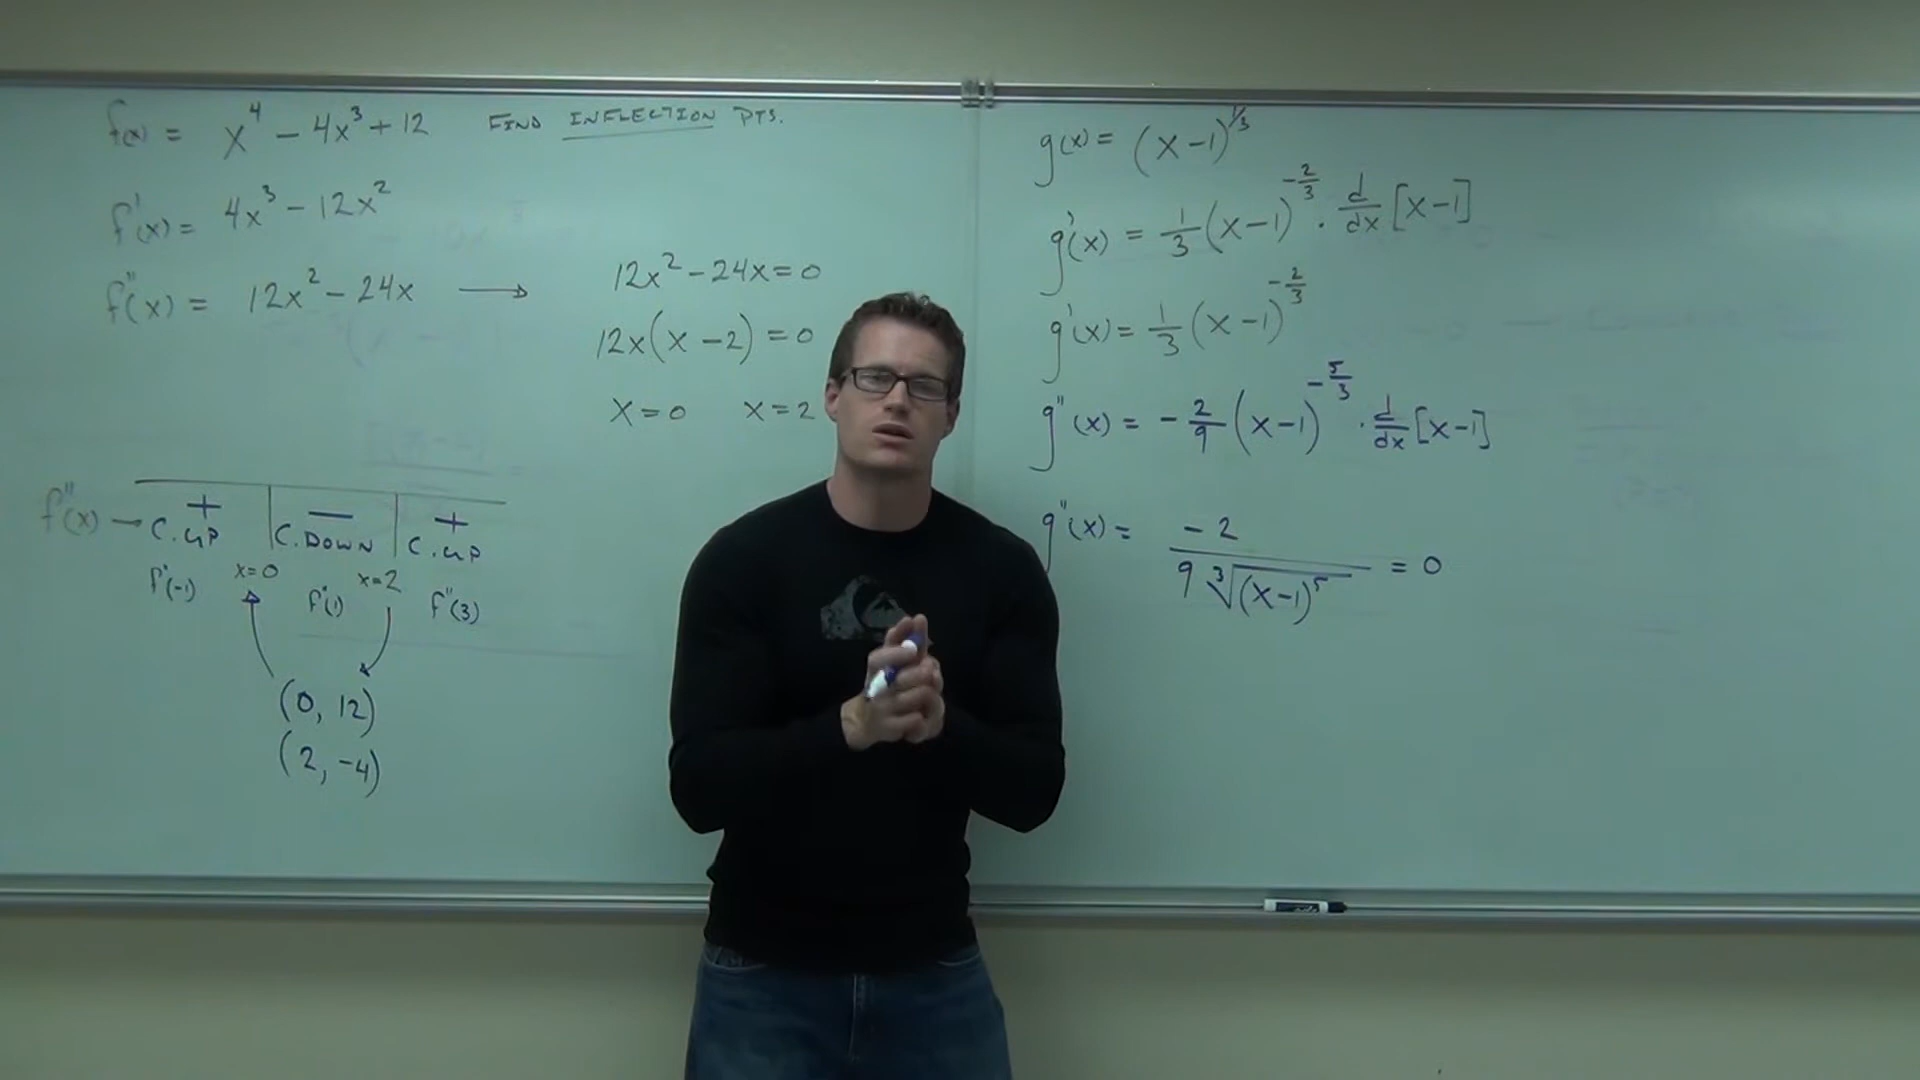 f(x) = x⁴ − 4x³ + 12 FIND INFLECTION PTS.
f'(x) = 4x³ − 12x²
f''(x) = 12x² − 24x →
12x² − 24x = 0
12x(x − 2) = 0
x = 0 x = 2
f''(x) → + − +
C. UP C. DOWN C. UP
x=0 x=2
f''(-1) f''(1) f''(3)
(0, 12)
(2, −4)
g(x) = (x − 1)^1/3
g'(x) = 1/3 (x − 1)^−2/3 · d/dx [x − 1]
g'(x) = 1/3 (x − 1)^−2/3
g''(x) = − 2/9 (x − 1)^−5/3 · d/dx [x − 1]
g''(x) = −2 / 9 ∛(x − 1)⁵ = 0